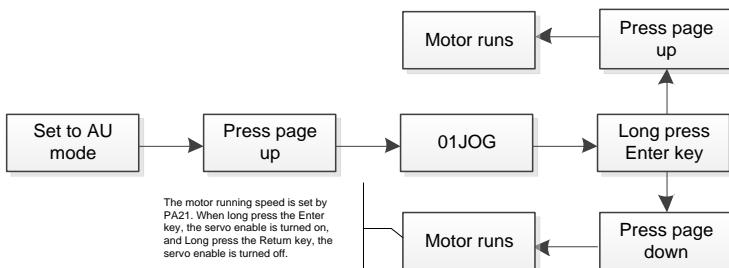 Motor runs
Press page
up
Set to AU
mode
Press page
up
01JOG
Long press
Enter key
The motor running speed is set by
PA21. When long press the Enter
key, the servo enable is turned on,
and Long press the Return key, the
servo enable is turned off.
Motor runs
Press page
down